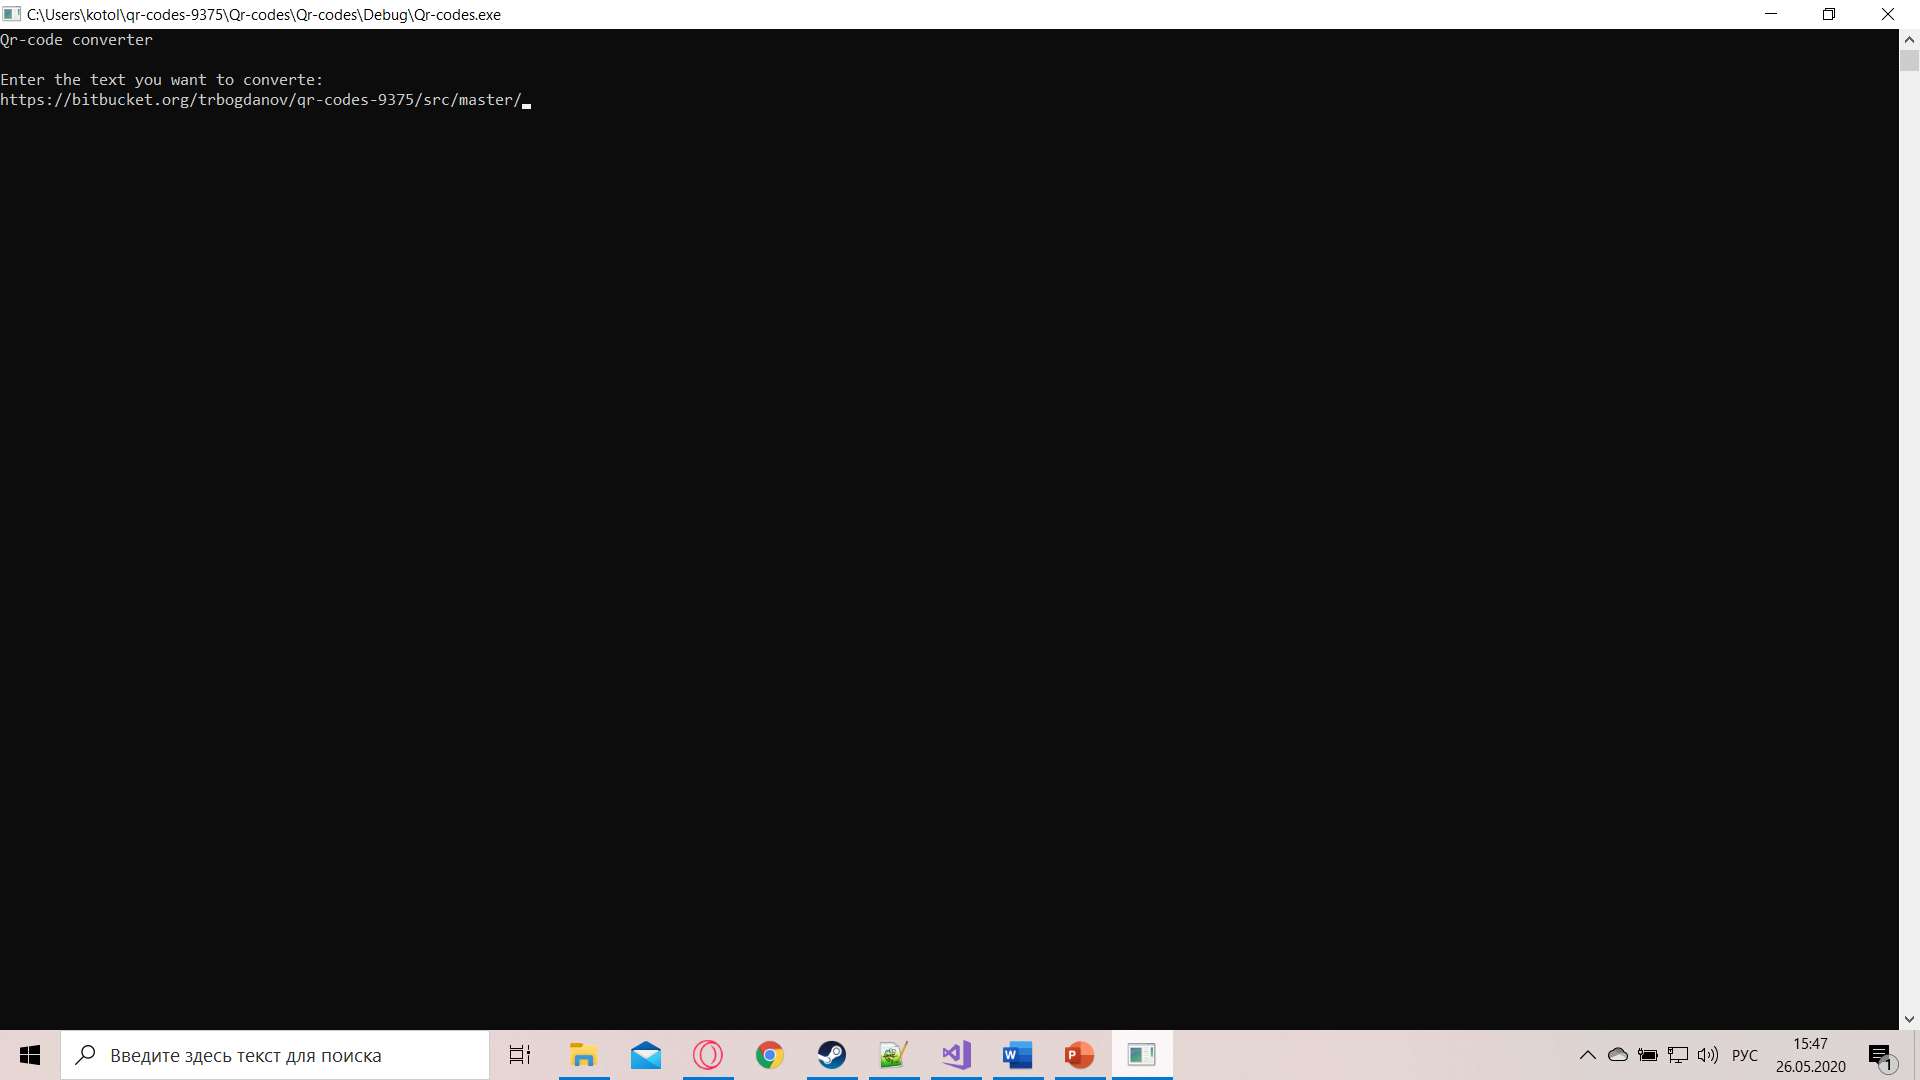 C:\Users\kotol\qr-codes-9375\Qr-codes\Qr-codes\Debug\Qr-codes.exe
Qr-code converter
Enter the text you want to converte:
https://bitbucket.org/trbogdanov/qr-codes-9375/src/master/
Введите здесь текст для поиска
W
P
РУС
15:47
26.05.2020
1